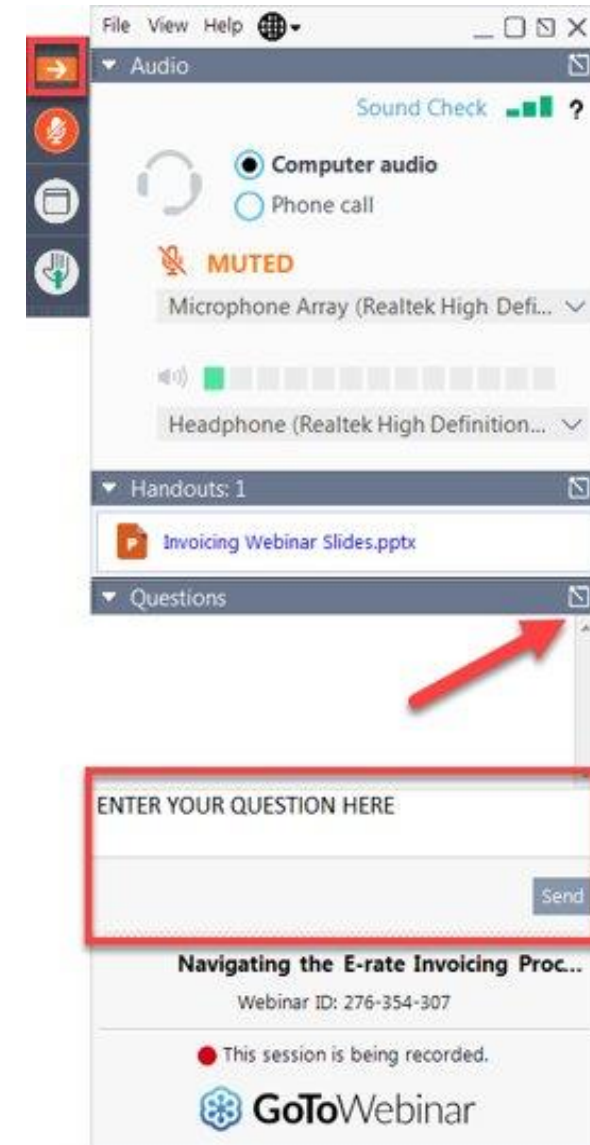 File View Help
Audio
Sound Check ?
Computer audio
Phone call
MUTED
Microphone Array (Realtek High Defi...
Headphone (Realtek High Definition...
Handouts: 1
P Invoicing Webinar Slides.pptx
Questions
ENTER YOUR QUESTION HERE
Send
Navigating the E-rate Invoicing Proc...
Webinar ID: 276-354-307
This session is being recorded.
GoToWebinar